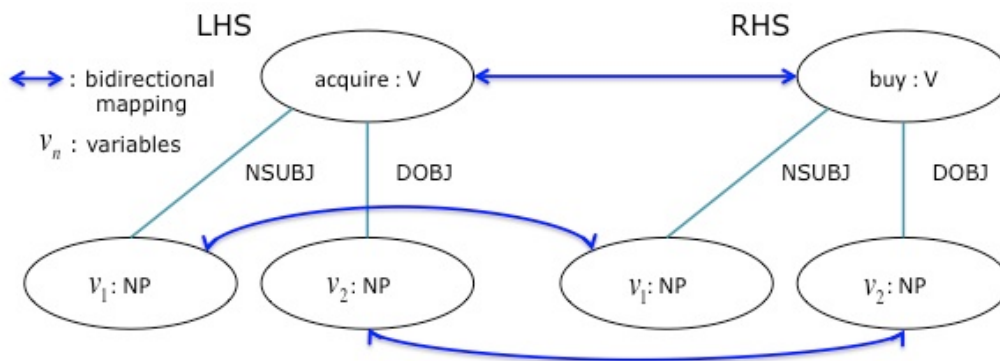 LHS
RHS
: bidirectional
mapping
vₙ : variables
acquire : V
buy : V
NSUBJ
DOBJ
NSUBJ
DOBJ
v₁: NP
v₂: NP
v₁: NP
v₂: NP